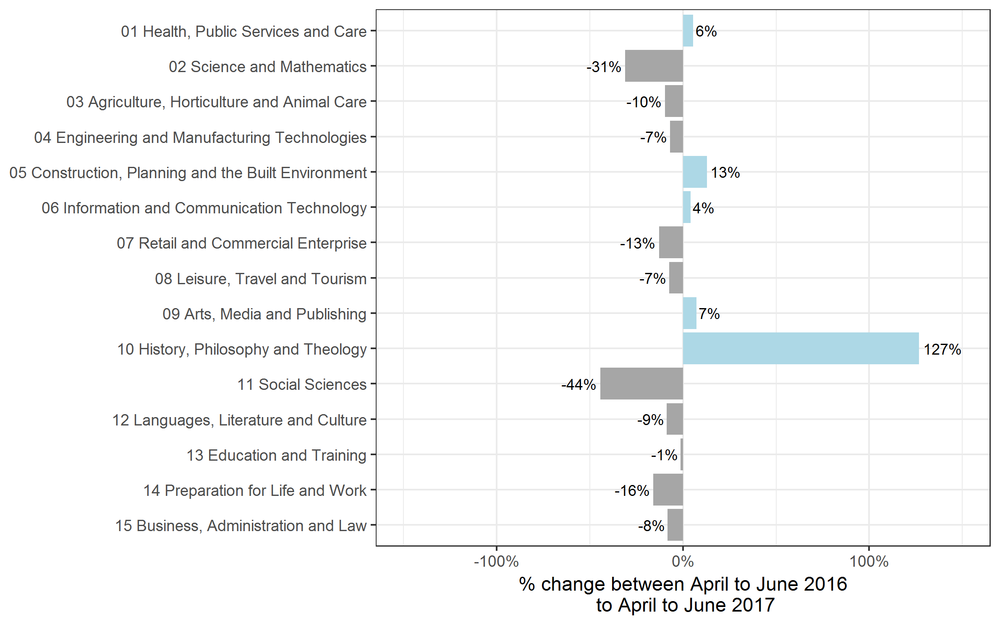 01 Health, Public Services and Care 6%
02 Science and Mathematics -31%
03 Agriculture, Horticulture and Animal Care -10%
04 Engineering and Manufacturing Technologies -7%
05 Construction, Planning and the Built Environment 13%
06 Information and Communication Technology 4%
07 Retail and Commercial Enterprise -13%
08 Leisure, Travel and Tourism -7%
09 Arts, Media and Publishing 7%
10 History, Philosophy and Theology 127%
11 Social Sciences -44%
12 Languages, Literature and Culture -9%
13 Education and Training -1%
14 Preparation for Life and Work -16%
15 Business, Administration and Law -8%
-100% 0% 100%
% change between April to June 2016
to April to June 2017